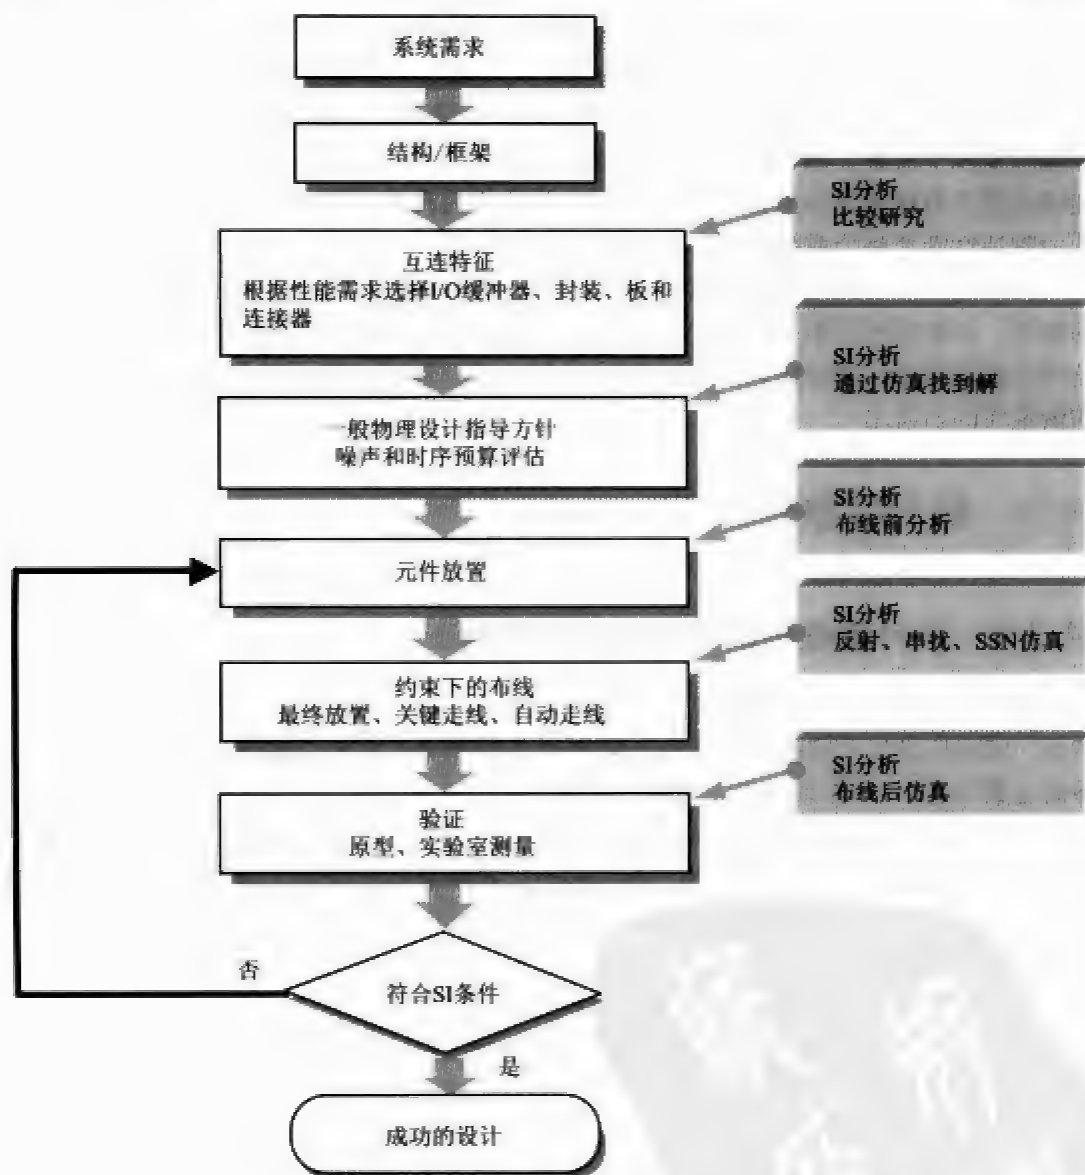 系统需求
结构/框架
SI分析
比较研究
互连特征
根据性能需求选择I/O缓冲器、封装、板和
连接器
SI分析
通过仿真找到解
一般物理设计指导方针
噪声和时序预算评估
SI分析
布线前分析
元件放置
SI分析
反射、串扰、SSN仿真
约束下的布线
最终放置、关键走线、自动走线
SI分析
布线后仿真
验证
原型、实验室测量
否
符合SI条件
是
成功的设计